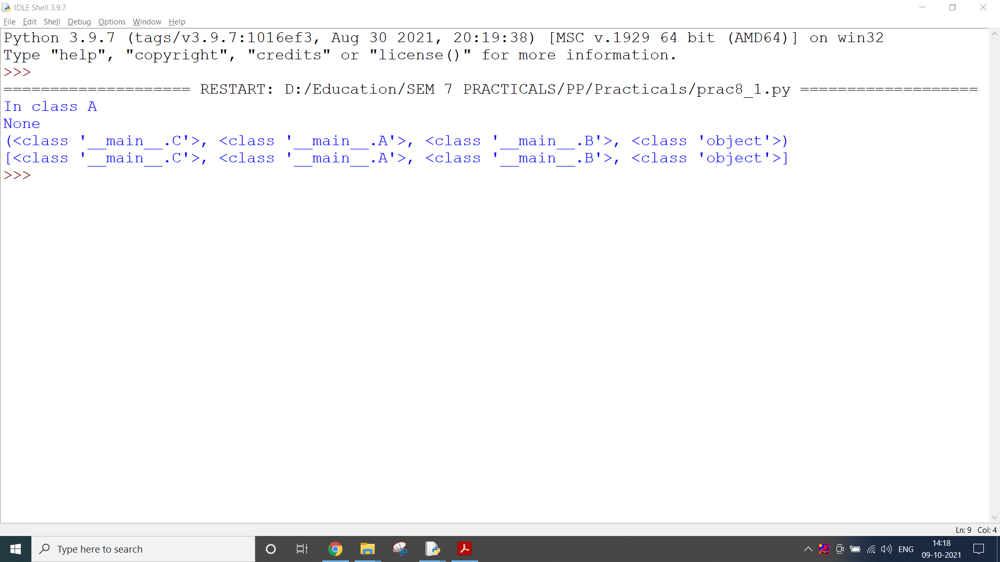 IDLE Shell 3.9.7
File Edit Shell Debug Options Window Help
Python 3.9.7 (tags/v3.9.7:1016ef3, Aug 30 2021, 20:19:38) [MSC v.1929 64 bit (AMD64)] on win32
Type "help", "copyright", "credits" or "license()" for more information.
>>>
==================== RESTART: D:/Education/SEM 7 PRACTICALS/PP/Practicals/prac8_1.py ===================
In class A
None
(<class '__main__.C'>, <class '__main__.A'>, <class '__main__.B'>, <class 'object'>)
[<class '__main__.C'>, <class '__main__.A'>, <class '__main__.B'>, <class 'object'>]
>>>
Ln: 9 Col: 4
Type here to search
ENG
14:18
09-10-2021